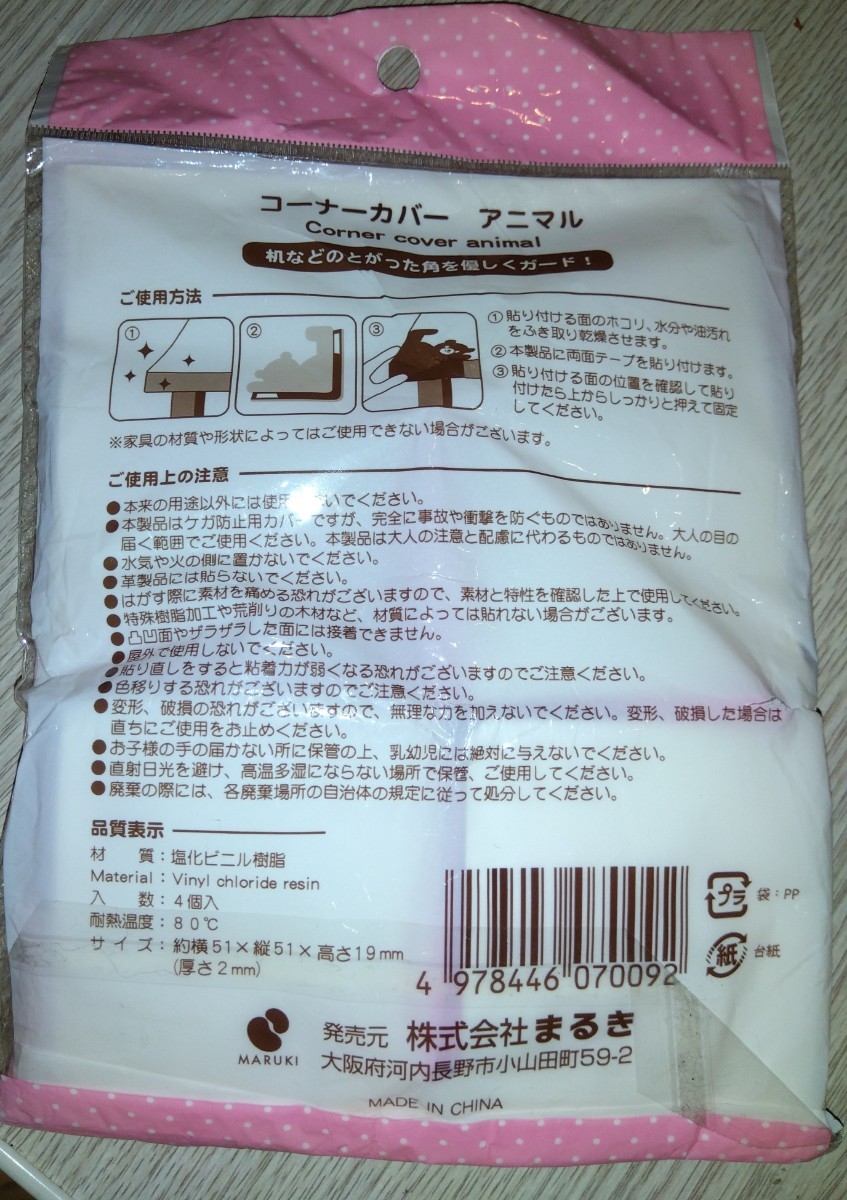 コーナーカバー　アニマル
Corner cover animal
机などのとがった角を優しくガード！
ご使用方法
①
②
③
①貼り付ける面のホコリ、水分や油汚れ
をふき取り乾燥させます。
②本製品に両面テープを貼り付けます。
③貼り付ける面の位置を確認して貼り
付けたら上からしっかりと押えて固定
してください。
※家具の材質や形状によってはご使用できない場合がございます。
ご使用上の注意
●本来の用途以外には使用 いでください。
●本製品はケガ防止用カバーですが、完全に事故や衝撃を防ぐものではありません。大人の目の
届く範囲でご使用ください。本製品は大人の注意と配慮に代わるものではありません。
●水気や火の側に置かないでください。
●革製品には貼らないでください。
●はがす際に素材を痛める恐れがございますので、素材と特性を確認した上で使用してください。
●特殊樹脂加工や荒削りの木材など、材質によっては貼れない場合がございます。
●凸凹面やザラザラした面には接着できません。
●屋外で使用しないでください。
●貼り直しをすると粘着力が弱くなる恐れがございますのでご注意ください。
●色移りする恐れがございますのでご注意ください。
●変形、破損の恐れがございますので、無理な力を加えないでください。変形、破損した場合は
直ちにご使用をお止めください。
●お子様の手の届かない所に保管の上、乳幼児には絶対に与えないでください。
●直射日光を避け、高温多湿にならない場所で保管、ご使用してください。
●廃棄の際には、各廃棄場所の自治体の規定に従って処分してください。
品質表示
材　質：塩化ビニル樹脂
Material：Vinyl chloride resin
入　数：4個入
耐熱温度：80℃
サイズ：約横51×縦51×高さ19mm
（厚さ2mm）
4 978446 070092
プラ 袋：PP
紙 台紙
MARUKI
発売元 株式会社まるき
大阪府河内長野市小山田町59-2
MADE IN CHINA